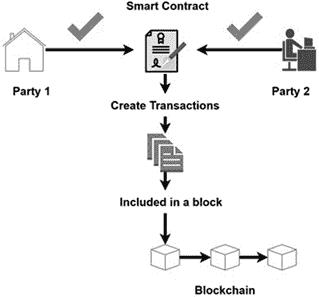 Smart Contract
Party 1
Party 2
Create Transactions
Included in a block
Blockchain